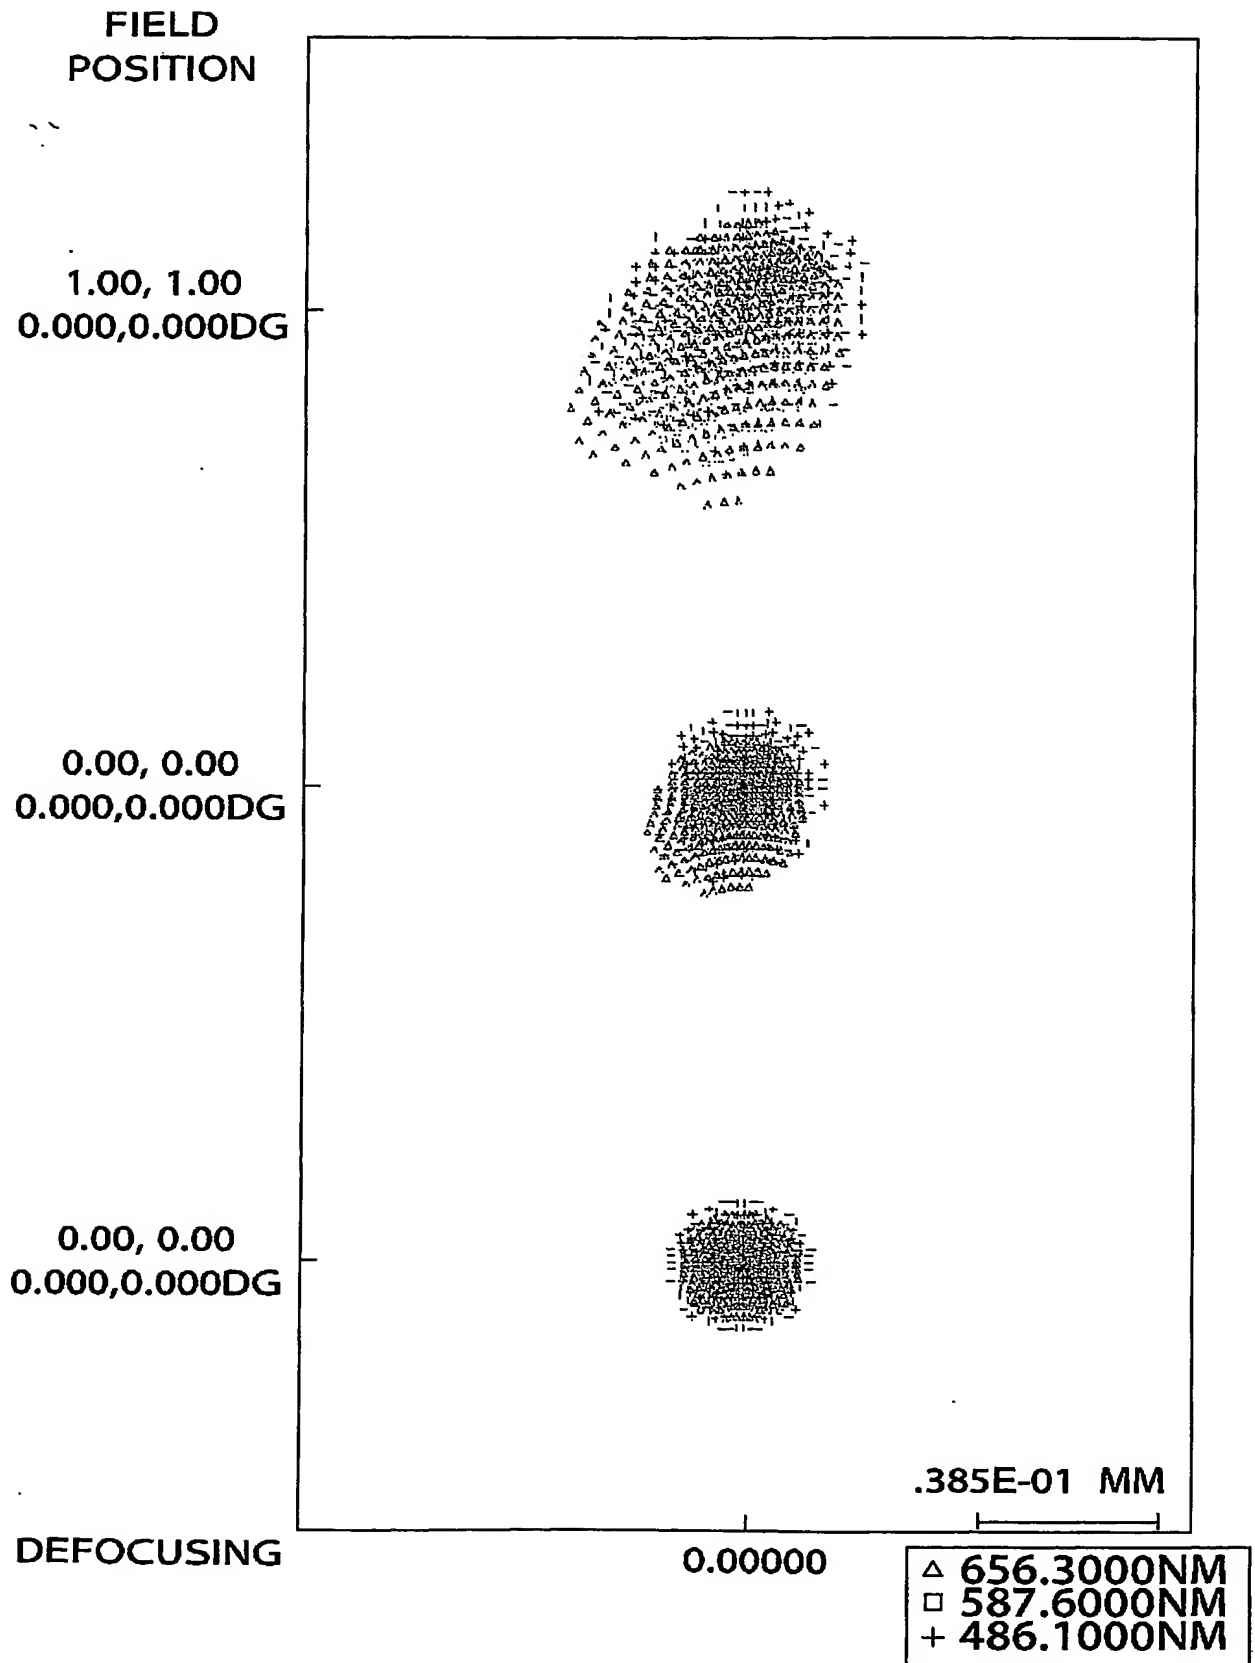 FIELD
POSITION
1.00, 1.00
0.000,0.000DG
0.00, 0.00
0.000,0.000DG
0.00, 0.00
0.000,0.000DG
.385E-01 MM
DEFOCUSING
0.00000
△ 656.3000NM
□ 587.6000NM
+ 486.1000NM